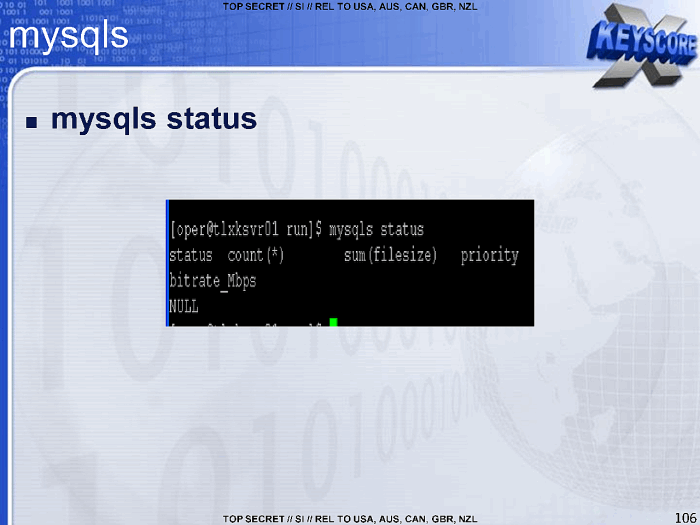 TOP SECRET // SI // REL TO USA, AUS, CAN, GBR, NZL
mysqls
X KEYSCORE
■ mysqls status
[oper@tlxksvr01 run]$ mysqls status
status count(*) sum(filesize) priority
bitrate_Mbps
NULL
TOP SECRET // SI // REL TO USA, AUS, CAN, GBR, NZL
106